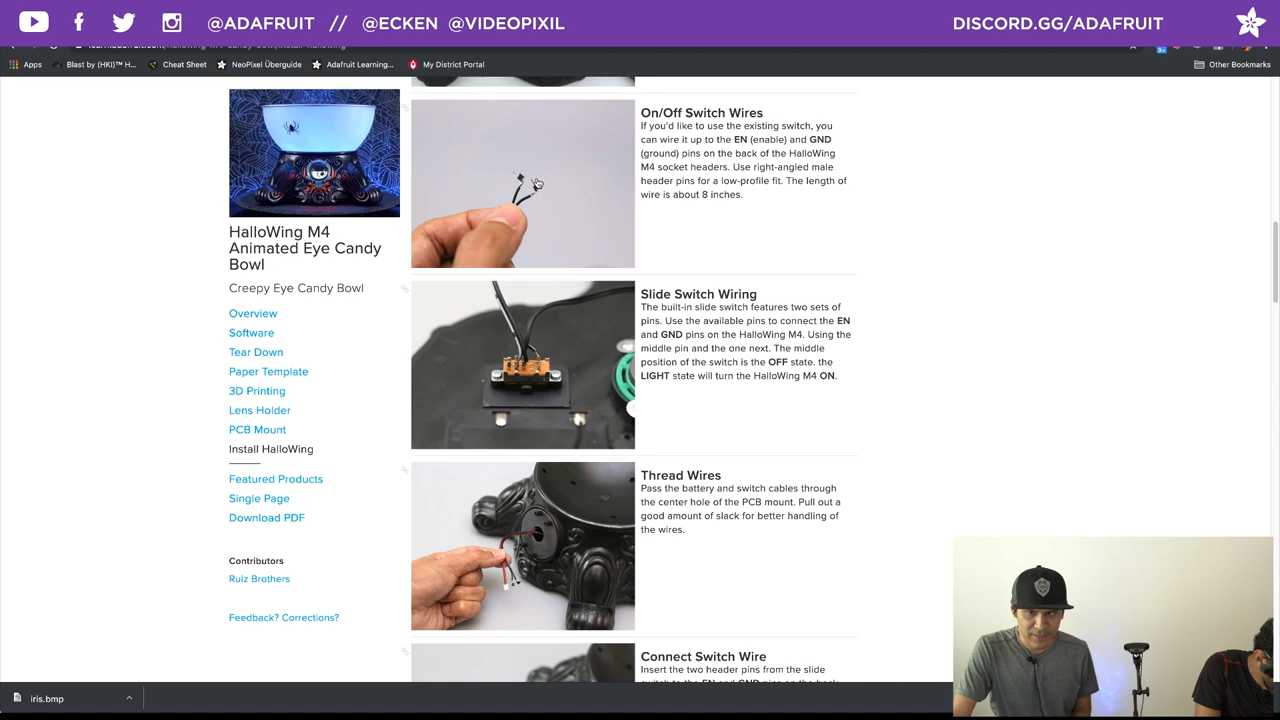 @ADAFRUIT // @ECKEN @VIDEOPIXIL
DISCORD.GG/ADAFRUIT
Apps
Blast by (HKI)™ H...
Cheat Sheet
NeoPixel Überguide
Adafruit Learning...
My District Portal
Other Bookmarks
HalloWing M4
Animated Eye Candy
Bowl
Creepy Eye Candy Bowl
Overview
Software
Tear Down
Paper Template
3D Printing
Lens Holder
PCB Mount
Install HalloWing
Featured Products
Single Page
Download PDF
Contributors
Ruiz Brothers
Feedback? Corrections?
On/Off Switch Wires
If you'd like to use the existing switch, you
can wire it up to the EN (enable) and GND
(ground) pins on the back of the HalloWing
M4 socket headers. Use right-angled male
header pins for a low-profile fit. The length of
wire is about 8 inches.
Slide Switch Wiring
The built-in slide switch features two sets of
pins. Use the available pins to connect the EN
and GND pins on the HalloWing M4. Using the
middle pin and the one next. The middle
position of the switch is the OFF state. the
LIGHT state will turn the HalloWing M4 ON.
Thread Wires
Pass the battery and switch cables through
the center hole of the PCB mount. Pull out a
good amount of slack for better handling of
the wires.
Connect Switch Wire
Insert the two header pins from the slide
iris.bmp